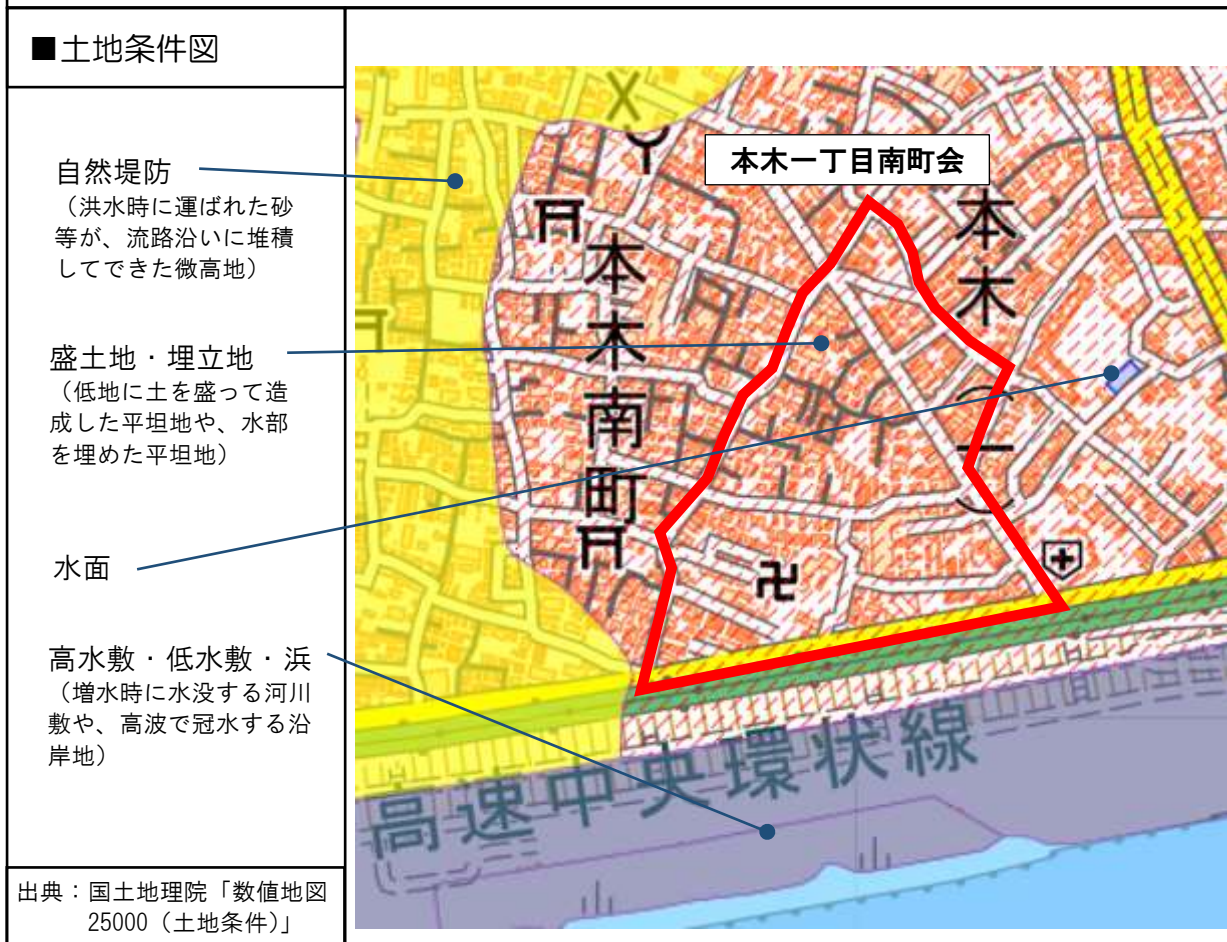 ■土地条件図
自然堤防
（洪水時に運ばれた砂
等が、流路沿いに堆積
してできた微高地）
盛土地・埋立地
（低地に土を盛って造
成した平坦地や、水部
を埋めた平坦地）
水面
高水敷・低水敷・浜
（増水時に水没する河川
敷や、高波で冠水する沿
岸地）
出典：国土地理院「数値地図
25000（土地条件）」
本木一丁目南町会
本木南町
本木（一）
高速中央環状線